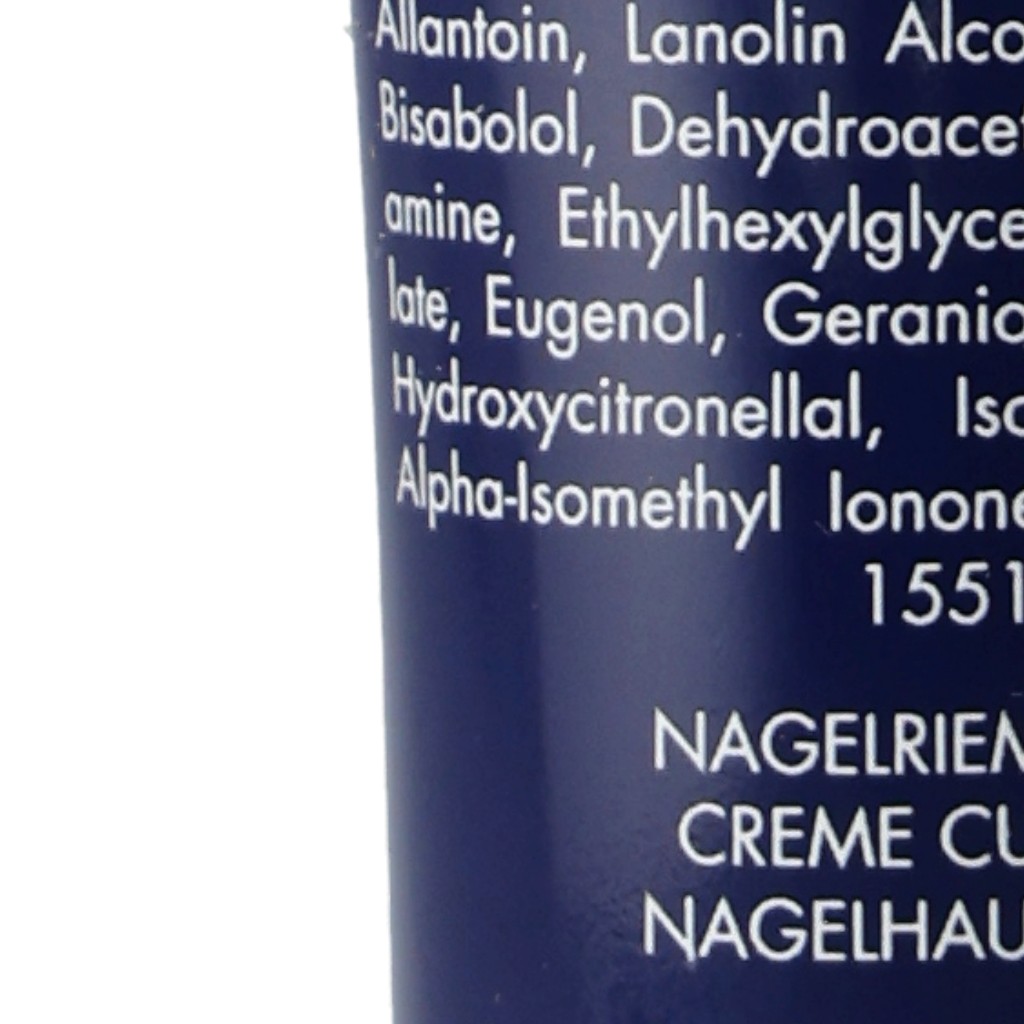 Allantoin, Lanolin Alco
Bisabolol, Dehydroacet
amine, Ethylhexylglyce
late, Eugenol, Geranio
Hydroxycitronellal, Iso
Alpha-Isomethyl Ionone
1551
NAGELRIEM
CREME CU
NAGELHAU